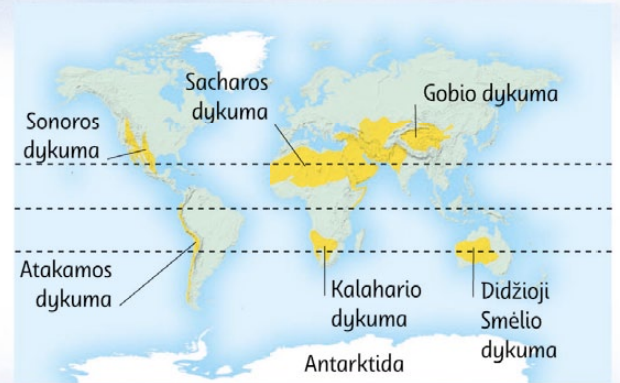 Sacharos
dykuma
Gobio dykuma
Sonoros
dykuma
Atakamos
dykuma
Kalahario
dykuma
Didžioji
Smėlio
dykuma
Antarktida